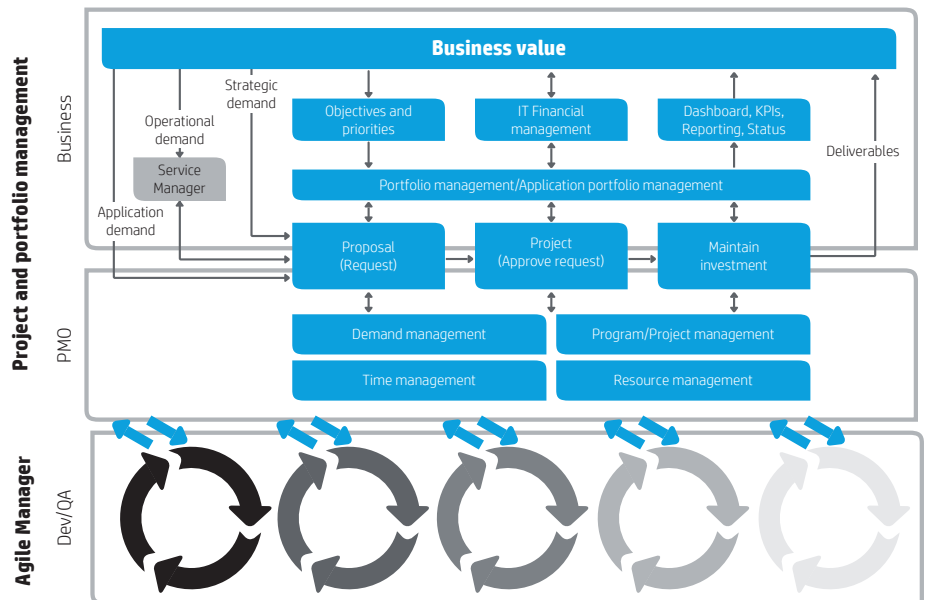 Business value
Strategic
demand
Objectives and
priorities
IT Financial
management
Dashboard, KPIs,
Reporting, Status
Operational
demand
Deliverables
Service
Manager
Portfolio management/Application portfolio management
Application
demand
Proposal
(Request)
Project
(Approve request)
Maintain
investment
Demand management
Program/Project management
Time management
Resource management
Project and portfolio management
Business
PMO
Agile Manager
Dev/QA